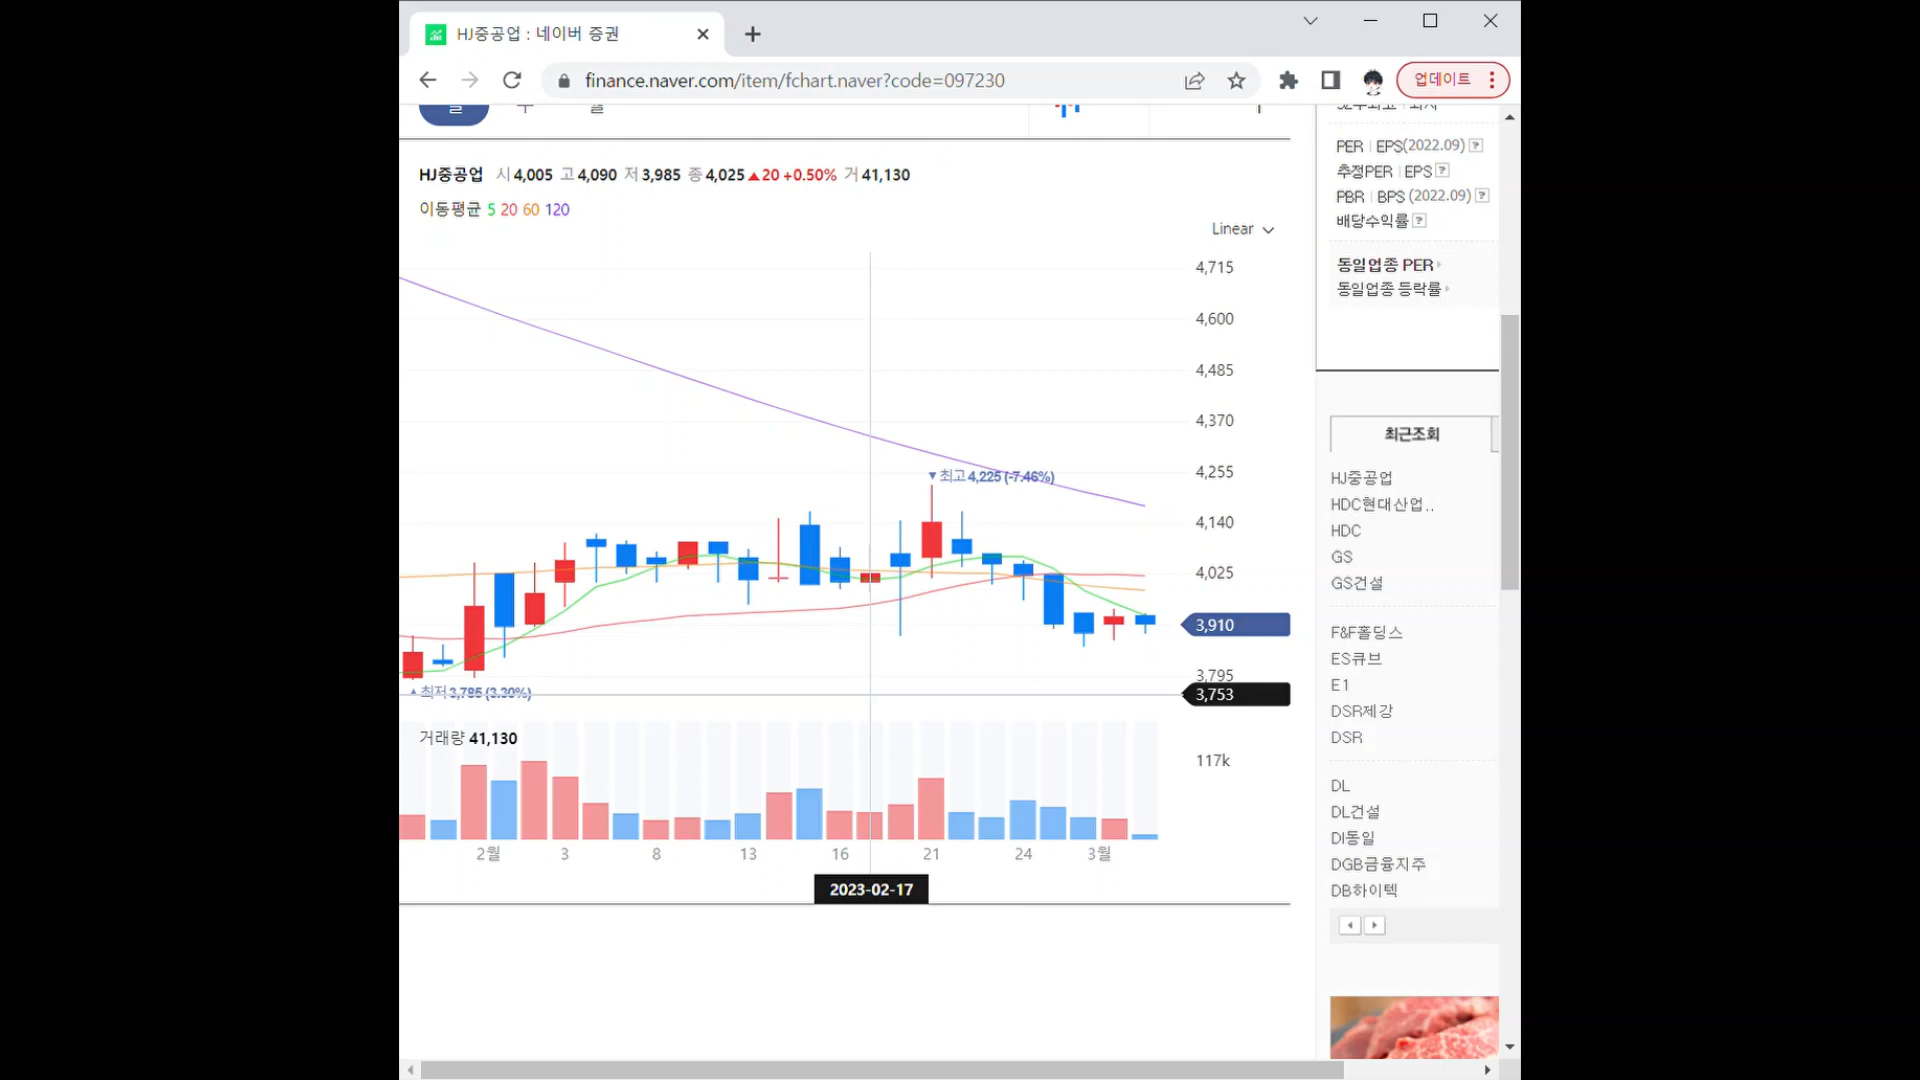 HJ중공업 : 네이버 증권
finance.naver.com/item/fchart.naver?code=097230
업데이트
HJ중공업 시 4,005 고 4,090 저 3,985 종 4,025 ▲20 +0.50% 거 41,130
이동평균 5 20 60 120
Linear
4,715
4,600
4,485
4,370
4,255
4,140
4,025
3,910
3,795
3,753
▼최고 4,225 (-7.46%)
▲최저 3,785 (3.30%)
거래량 41,130
117k
2월 3 8 13 16 21 24 3월
2023-02-17
PER | EPS(2022.09) ?
추정PER | EPS ?
PBR | BPS (2022.09) ?
배당수익률 ?
동일업종 PER
동일업종 등락률
최근조회
HJ중공업
HDC현대산업..
HDC
GS
GS건설
F&F홀딩스
ES큐브
E1
DSR제강
DSR
DL
DL건설
DI동일
DGB금융지주
DB하이텍